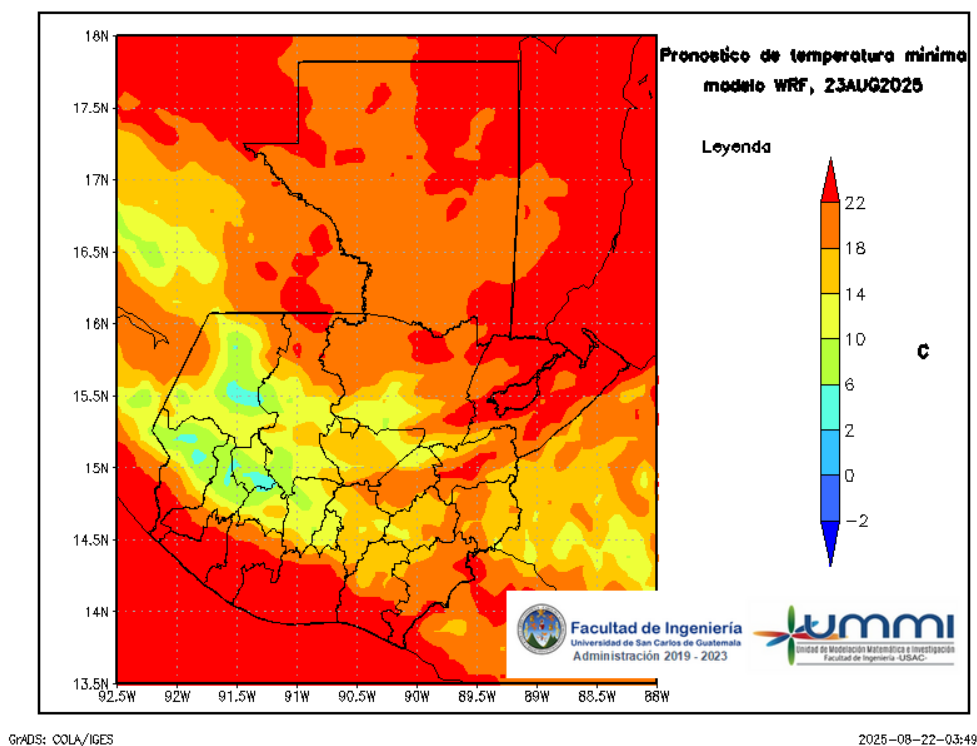 Pronostico de temperatura minima
modelo WRF, 23AUG2025
Leyenda
22
18
14
10
6
2
0
−2
C
18N
17.5N
17N
16.5N
16N
15.5N
15N
14.5N
14N
13.5N
92.5W 92W 91.5W 91W 90.5W 90W 89.5W 89W 88.5W 88W
Facultad de Ingeniería
Universidad de San Carlos de Guatemala
Administración 2019 - 2023
ummi
Unidad de Modelación Matemática e Investigación
Facultad de Ingeniería -USAC-
GrADS: COLA/IGES
2025-08-22-03:49